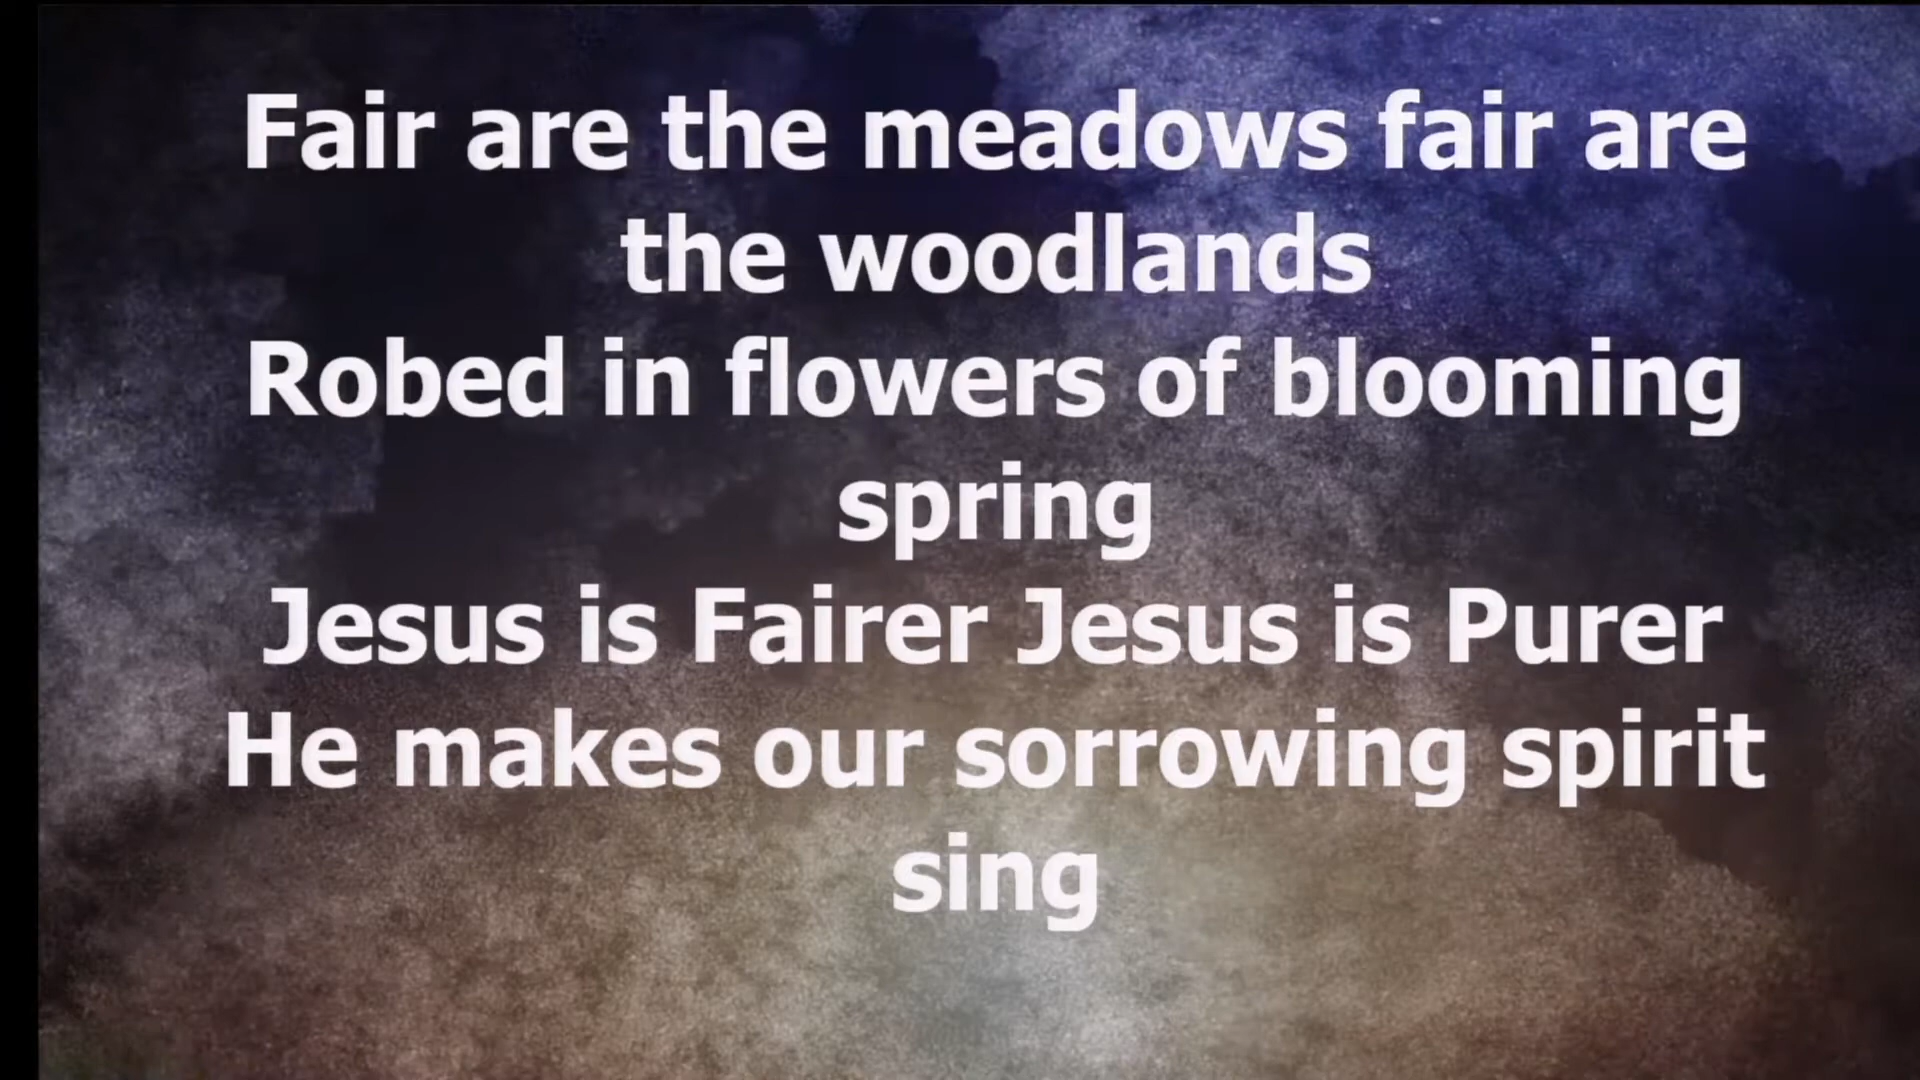 Fair are the meadows fair are
the woodlands
Robed in flowers of blooming
spring
Jesus is Fairer Jesus is Purer
He makes our sorrowing spirit
sing